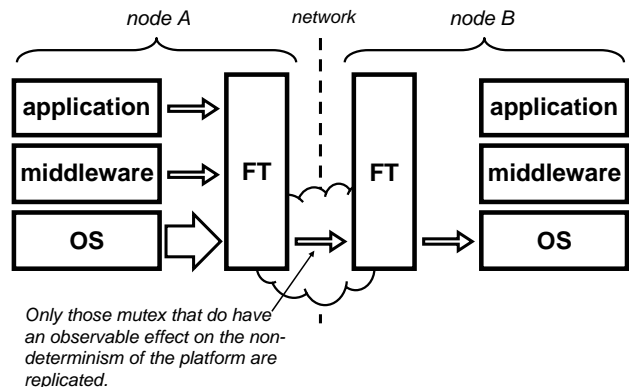 node A
network
node B
application
application
middleware
FT
FT
middleware
OS
OS
Only those mutex that do have
an observable effect on the non-
determinism of the platform are
replicated.